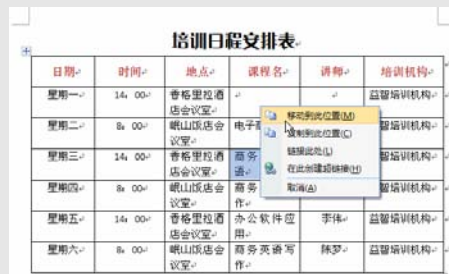 培训日程安排表
日期 时间 地点 课程名 讲师 培训机构
星期一 14：00 香格里拉酒店会议室 益智培训机构
星期二 8：00 岷山饭店会议室 电子 益智培训机构
星期三 14：00 香格里拉酒店会议室 商务 语 益智培训机构
星期四 8：00 岷山饭店会议室 商务 作 益智培训机构
星期五 14：00 香格里拉酒店会议室 办公软件应用 李伟 益智培训机构
星期六 8：00 岷山饭店会议室 商务英语写作 陈梦 益智培训机构
移动到此位置(M)
复制到此位置(C)
链接此处(L)
在此创建超链接(H)
取消(A)